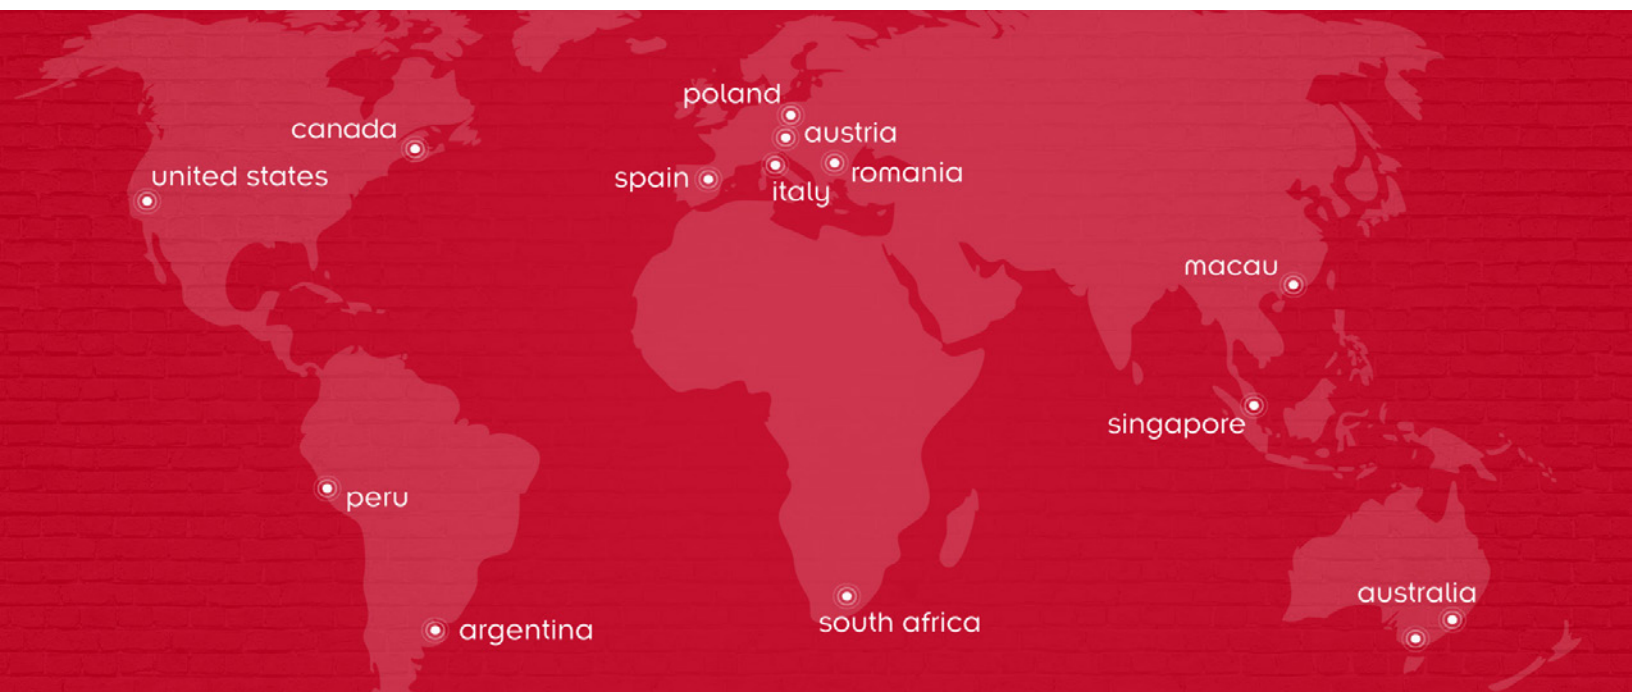 poland
canada
austria
united states
spain
romania
italy
macau
singapore
peru
australia
south africa
argentina